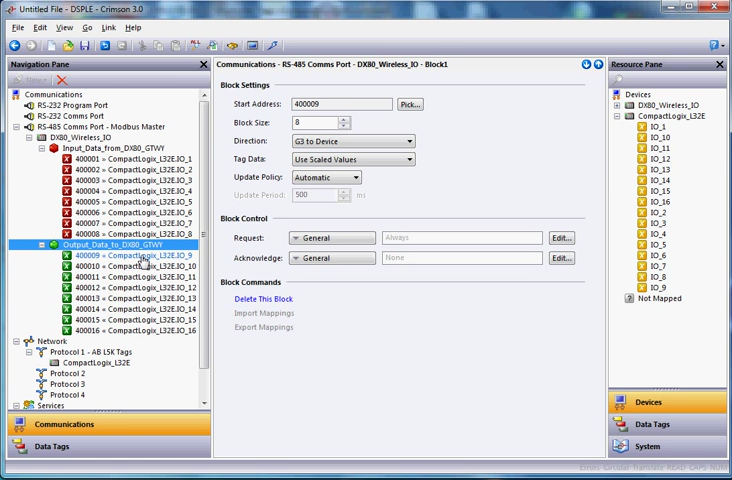 Untitled File - DSPLE - Crimson 3.0
File Edit View Go Link Help
Navigation Pane
Communications
RS-232 Program Port
RS-232 Comms Port
RS-485 Comms Port - Modbus Master
DX80_Wireless_IO
Input_Data_from_DX80_GTWY
400001 » CompactLogix_L32E.IO_1
400002 » CompactLogix_L32E.IO_2
400003 » CompactLogix_L32E.IO_3
400004 » CompactLogix_L32E.IO_4
400005 » CompactLogix_L32E.IO_5
400006 » CompactLogix_L32E.IO_6
400007 » CompactLogix_L32E.IO_7
400008 » CompactLogix_L32E.IO_8
Output_Data_to_DX80_GTWY
400009 » CompactLogix_L32E.IO_9
400010 » CompactLogix_L32E.IO_10
400011 » CompactLogix_L32E.IO_11
400012 » CompactLogix_L32E.IO_12
400013 » CompactLogix_L32E.IO_13
400014 » CompactLogix_L32E.IO_14
400015 » CompactLogix_L32E.IO_15
400016 » CompactLogix_L32E.IO_16
Network
Protocol 1 - AB L5K Tags
CompactLogix_L32E
Protocol 2
Protocol 3
Protocol 4
Services
Communications
Data Tags
Communications - RS-485 Comms Port - DX80_Wireless_IO - Block1
Block Settings
Start Address: 400009 Pick...
Block Size: 8
Direction: G3 to Device
Tag Data: Use Scaled Values
Update Policy: Automatic
Update Period: 500 ms
Block Control
Request: General Always Edit...
Acknowledge: General None Edit...
Block Commands
Delete This Block
Import Mappings
Export Mappings
Resource Pane
Devices
DX80_Wireless_IO
CompactLogix_L32E
IO_1
IO_10
IO_11
IO_12
IO_13
IO_14
IO_15
IO_16
IO_2
IO_3
IO_4
IO_5
IO_6
IO_7
IO_8
IO_9
Not Mapped
Devices
Data Tags
System
Errors Circular Translate READ CAPS NUM